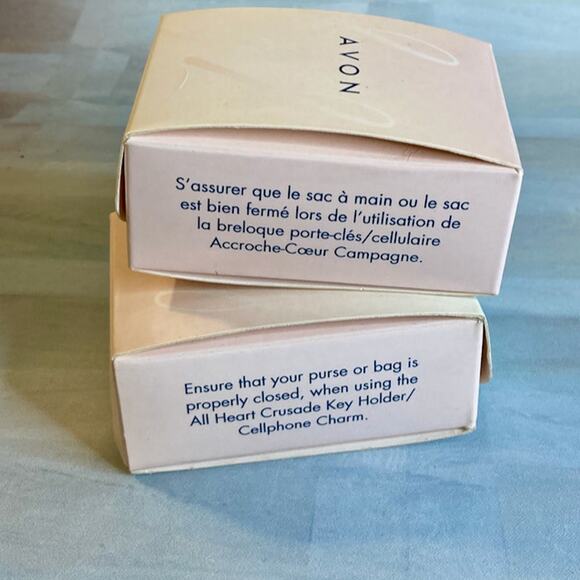 AVON
S'assurer que le sac à main ou le sac
est bien fermé lors de l'utilisation de
la breloque porte-clés/cellulaire
Accroche-Cœur Campagne.
Ensure that your purse or bag is
properly closed, when using the
All Heart Crusade Key Holder/
Cellphone Charm.